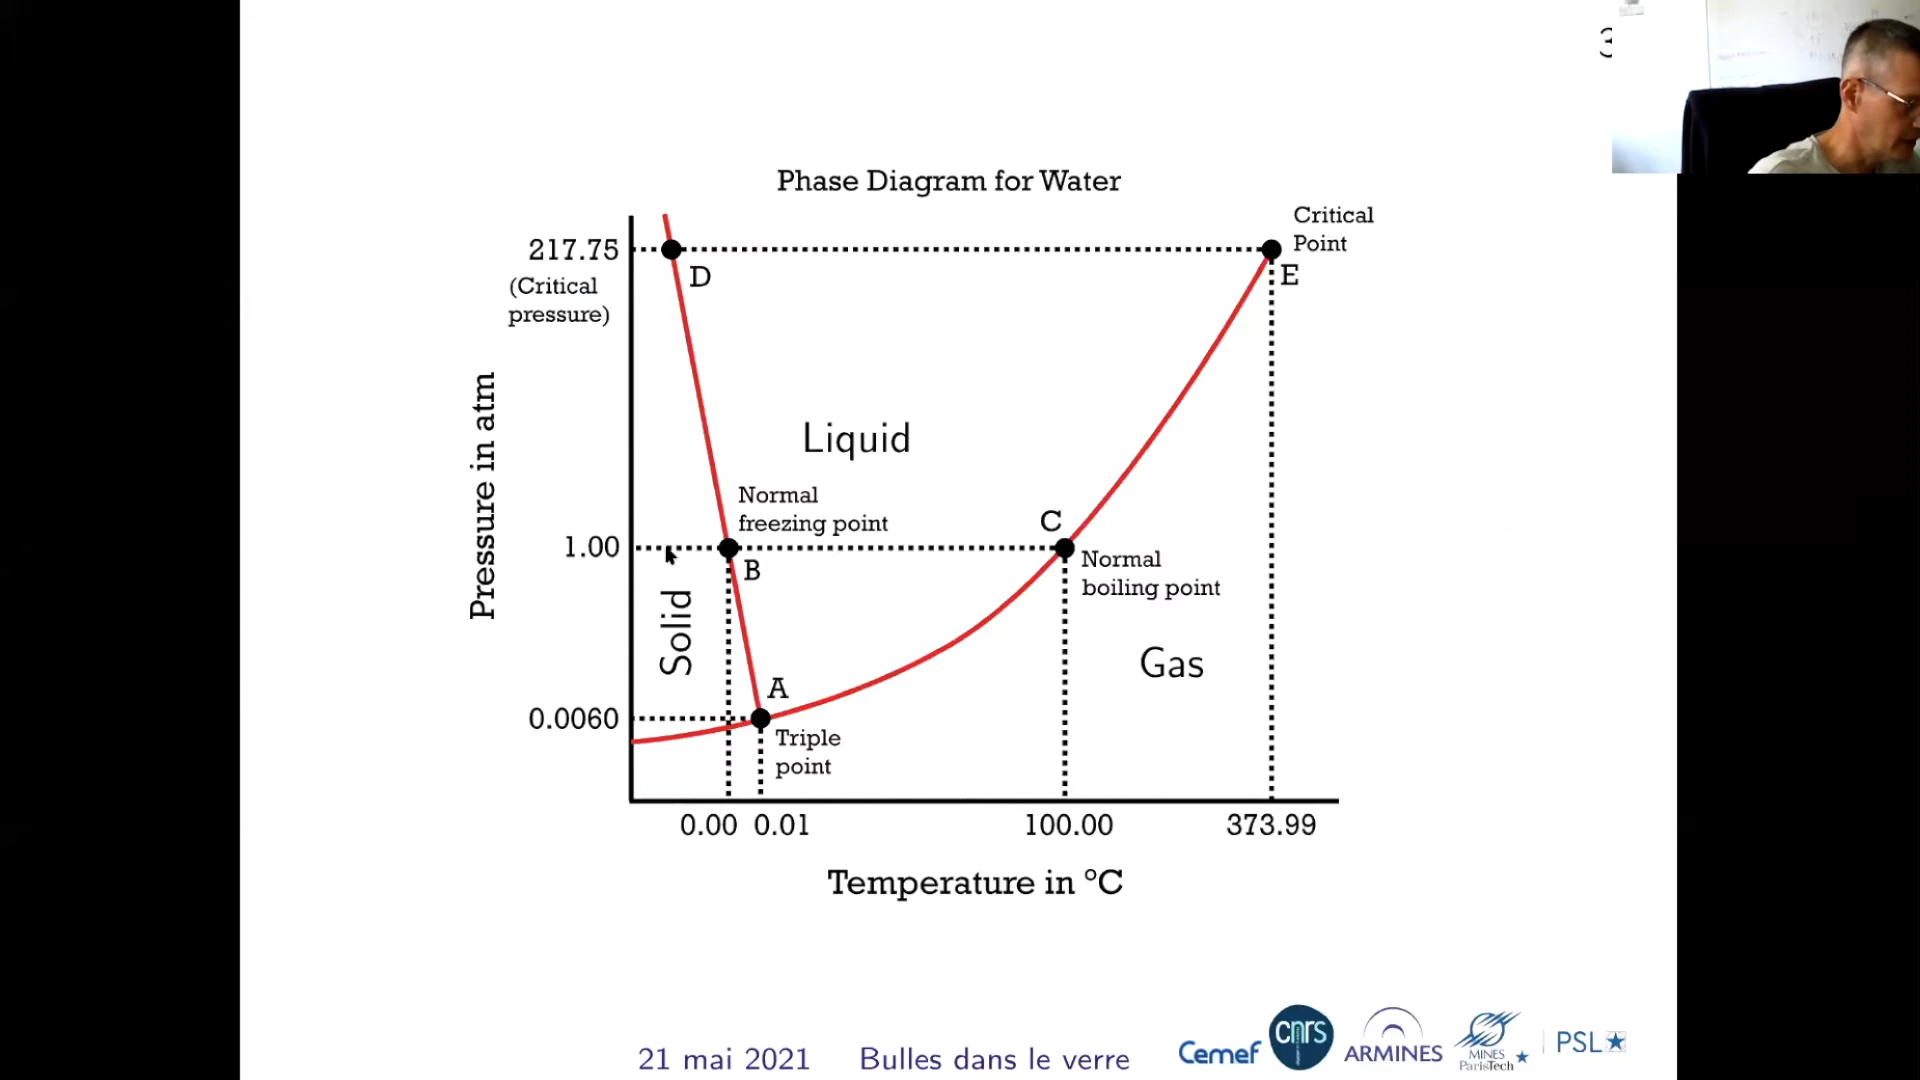 3
Phase Diagram for Water
Critical
Point
217.75
(Critical
pressure)
D
E
Pressure in atm
Liquid
Normal
freezing point
C
1.00
B
Normal
boiling point
Solid
Gas
A
0.0060
Triple
point
0.00 0.01 100.00 373.99
Temperature in °C
21 mai 2021 Bulles dans le verre
Cemef
cnrs
ARMINES
MINES
ParisTech
PSL